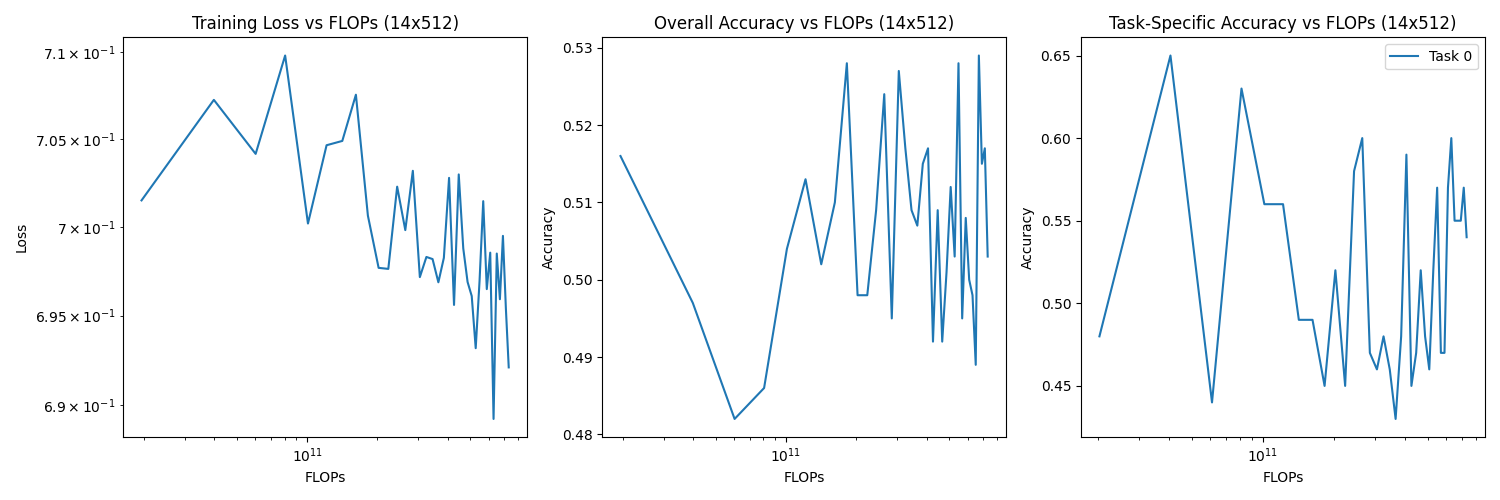 Training Loss vs FLOPs (14x512)
7.1 × 10⁻¹
7.05 × 10⁻¹
7 × 10⁻¹
6.95 × 10⁻¹
6.9 × 10⁻¹
Loss
10¹¹
FLOPs
Overall Accuracy vs FLOPs (14x512)
0.53
0.52
0.51
0.50
0.49
0.48
Accuracy
10¹¹
FLOPs
Task-Specific Accuracy vs FLOPs (14x512)
Task 0
0.65
0.60
0.55
0.50
0.45
Accuracy
10¹¹
FLOPs